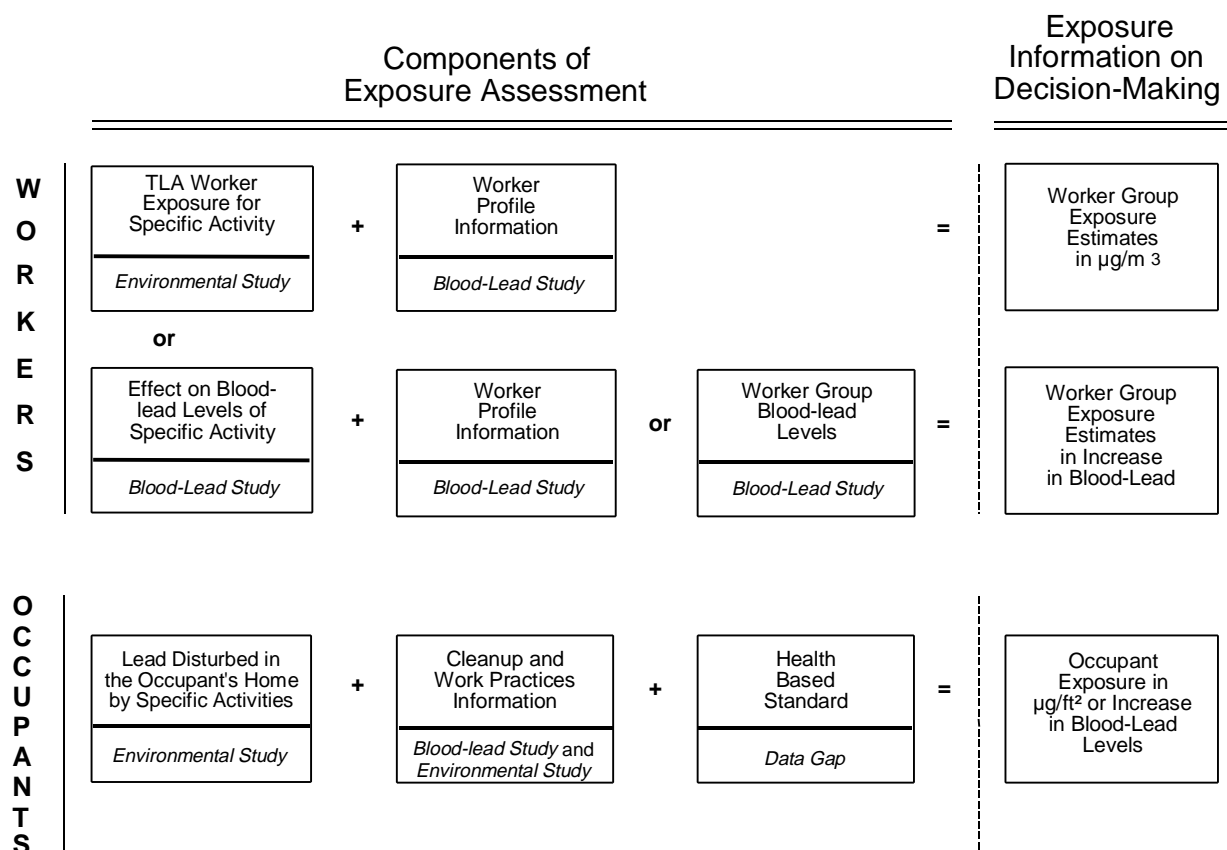 Components of
Exposure Assessment
Exposure
Information on
Decision-Making
WORKERS
TLA Worker
Exposure for
Specific Activity
Environmental Study
+
Worker
Profile
Information
Blood-Lead Study
=
Worker Group
Exposure
Estimates
in µg/m 3
or
Effect on Blood-
lead Levels of
Specific Activity
Blood-Lead Study
+
Worker
Profile
Information
Blood-Lead Study
or
Worker Group
Blood-lead
Levels
Blood-Lead Study
=
Worker Group
Exposure
Estimates
in Increase
in Blood-Lead
OCCUPANTS
Lead Disturbed in
the Occupant's Home
by Specific Activities
Environmental Study
+
Cleanup and
Work Practices
Information
Blood-lead Study and
Environmental Study
+
Health
Based
Standard
Data Gap
=
Occupant
Exposure in
µg/ft² or Increase
in Blood-Lead
Levels